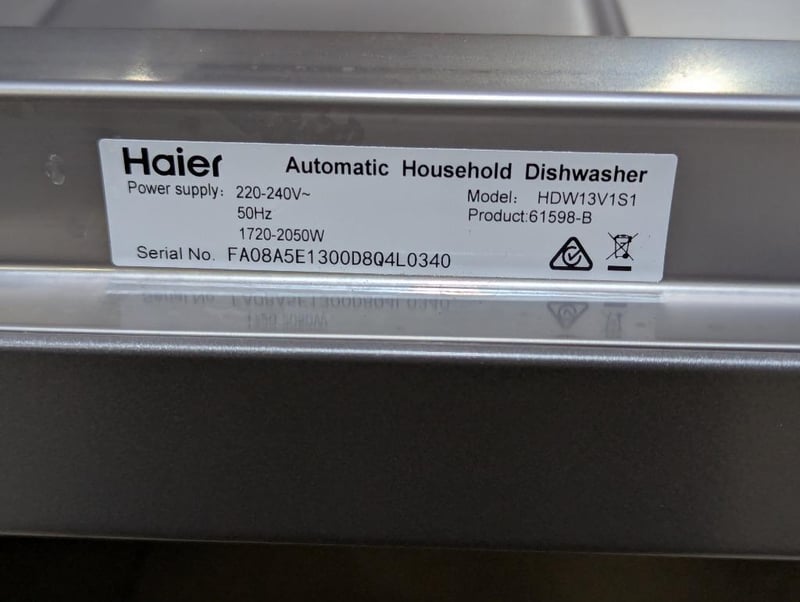 Haier Automatic Household Dishwasher
Power supply: 220-240V~ Model: HDW13V1S1
50Hz Product:61598-B
1720-2050W
Serial No. FA08A5E1300D8Q4L0340